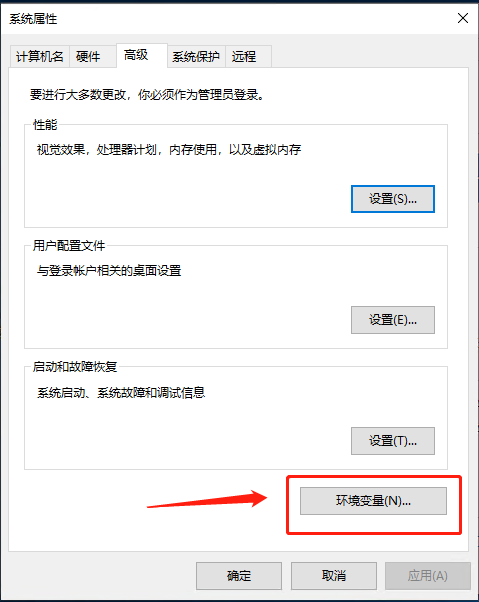 系统属性
计算机名 硬件 高级 系统保护 远程
要进行大多数更改，你必须作为管理员登录。
性能
视觉效果，处理器计划，内存使用，以及虚拟内存
设置(S)...
用户配置文件
与登录帐户相关的桌面设置
设置(E)...
启动和故障恢复
系统启动、系统故障和调试信息
设置(T)...
环境变量(N)...
确定 取消 应用(A)